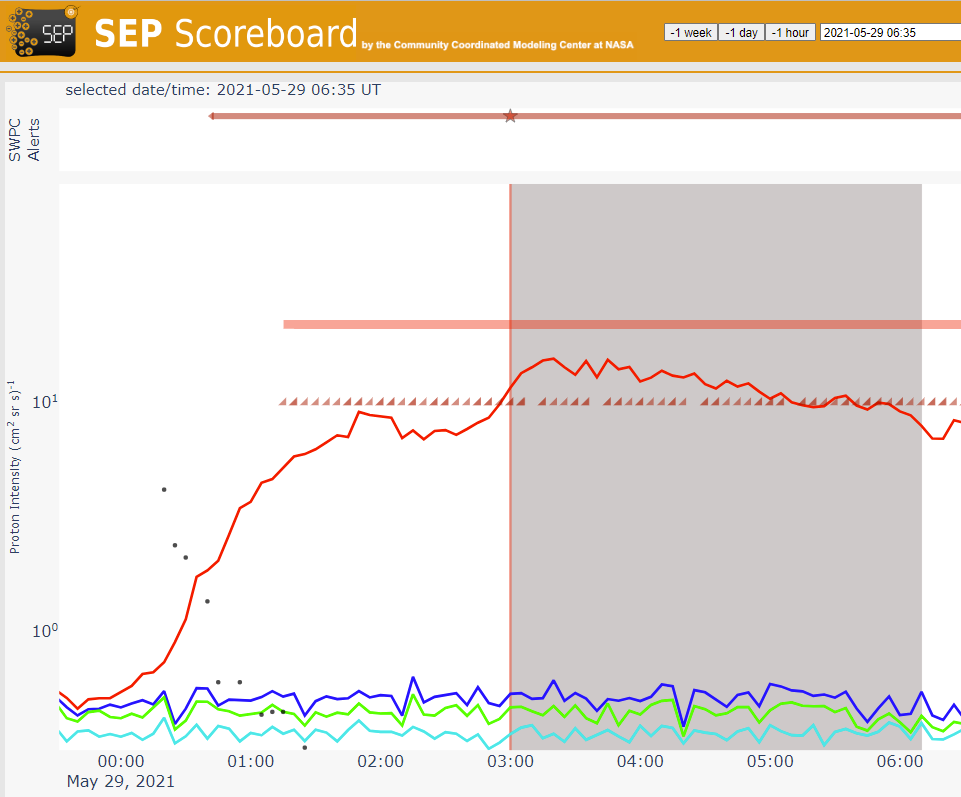 SEP
SEP Scoreboard by the Community Coordinated Modeling Center at NASA
-1 week -1 day -1 hour 2021-05-29 06:35
selected date/time: 2021-05-29 06:35 UT
SWPC
Alerts
Proton Intensity (cm² sr s)⁻¹
10¹
10⁰
00:00 01:00 02:00 03:00 04:00 05:00 06:00
May 29, 2021